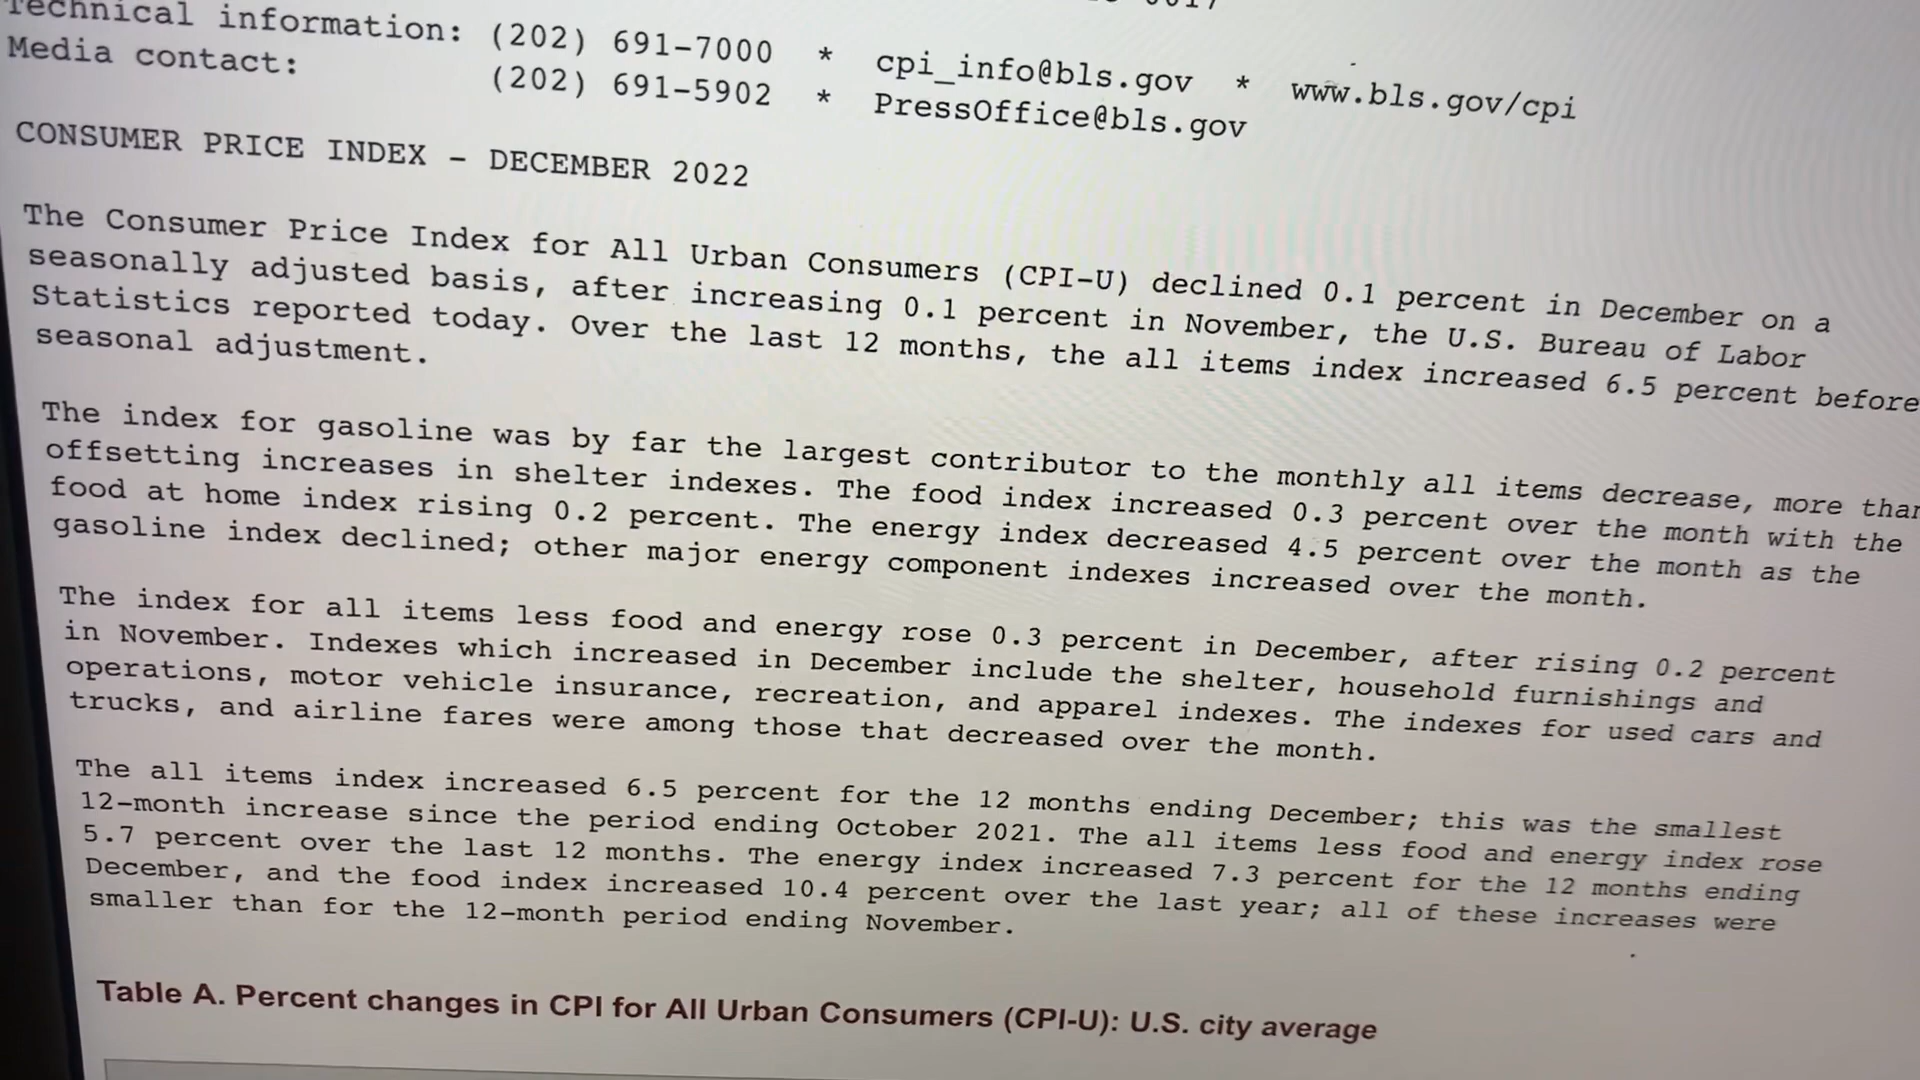 Technical information: (202) 691-7000 * cpi_info@bls.gov * www.bls.gov/cpi
Media contact: (202) 691-5902 * PressOffice@bls.gov
CONSUMER PRICE INDEX - DECEMBER 2022
The Consumer Price Index for All Urban Consumers (CPI-U) declined 0.1 percent in December on a
seasonally adjusted basis, after increasing 0.1 percent in November, the U.S. Bureau of Labor
Statistics reported today. Over the last 12 months, the all items index increased 6.5 percent before
seasonal adjustment.
The index for gasoline was by far the largest contributor to the monthly all items decrease, more than
offsetting increases in shelter indexes. The food index increased 0.3 percent over the month with the
food at home index rising 0.2 percent. The energy index decreased 4.5 percent over the month as the
gasoline index declined; other major energy component indexes increased over the month.
The index for all items less food and energy rose 0.3 percent in December, after rising 0.2 percent
in November. Indexes which increased in December include the shelter, household furnishings and
operations, motor vehicle insurance, recreation, and apparel indexes. The indexes for used cars and
trucks, and airline fares were among those that decreased over the month.
The all items index increased 6.5 percent for the 12 months ending December; this was the smallest
12-month increase since the period ending October 2021. The all items less food and energy index rose
5.7 percent over the last 12 months. The energy index increased 7.3 percent for the 12 months ending
December, and the food index increased 10.4 percent over the last year; all of these increases were
smaller than for the 12-month period ending November.
Table A. Percent changes in CPI for All Urban Consumers (CPI-U): U.S. city average